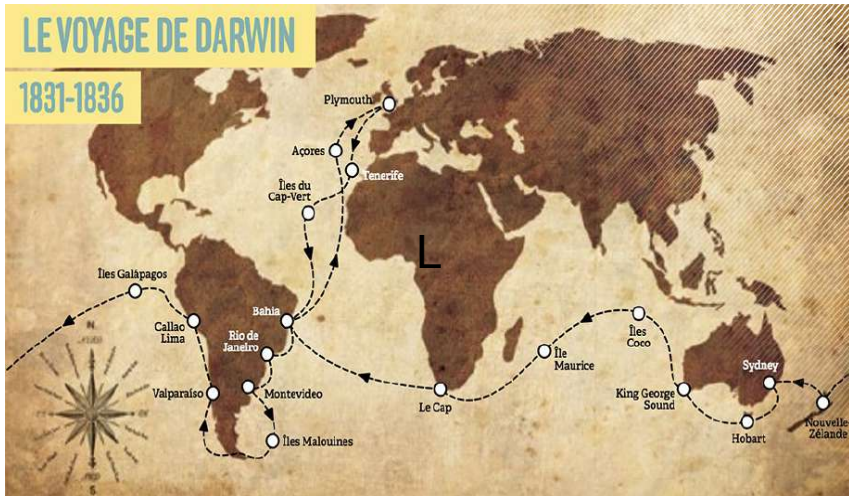 LE VOYAGE DE DARWIN
1831-1836
Plymouth
Açores
Tenerife
Îles du
Cap-Vert
L
Îles Galápagos
Callao
Lima
Bahia
Rio de
Janeiro
Valparaíso
Montevideo
Îles Malouines
Le Cap
Île
Maurice
Îles
Coco
King George
Sound
Sydney
Hobart
Nouvelle
Zélande
N
S